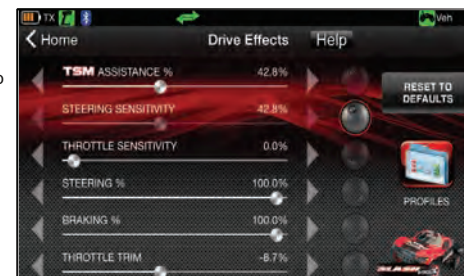 TX Veh
Home Drive Effects Help
TSM ASSISTANCE % 42.8%
STEERING SENSITIVITY 42.8%
THROTTLE SENSITIVITY 0.0%
STEERING % 100.0%
BRAKING % 100.0%
THROTTLE TRIM -8.7%
RESET TO
DEFAULTS
PROFILES
SLASH